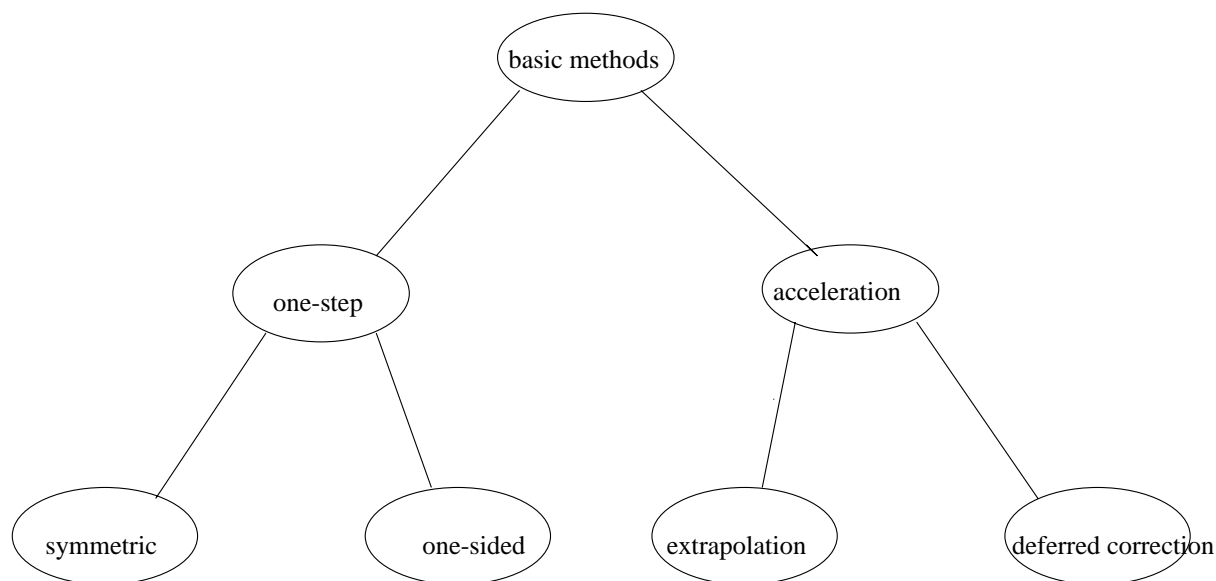 basic methods
one-step
acceleration
symmetric
one-sided
extrapolation
deferred correction